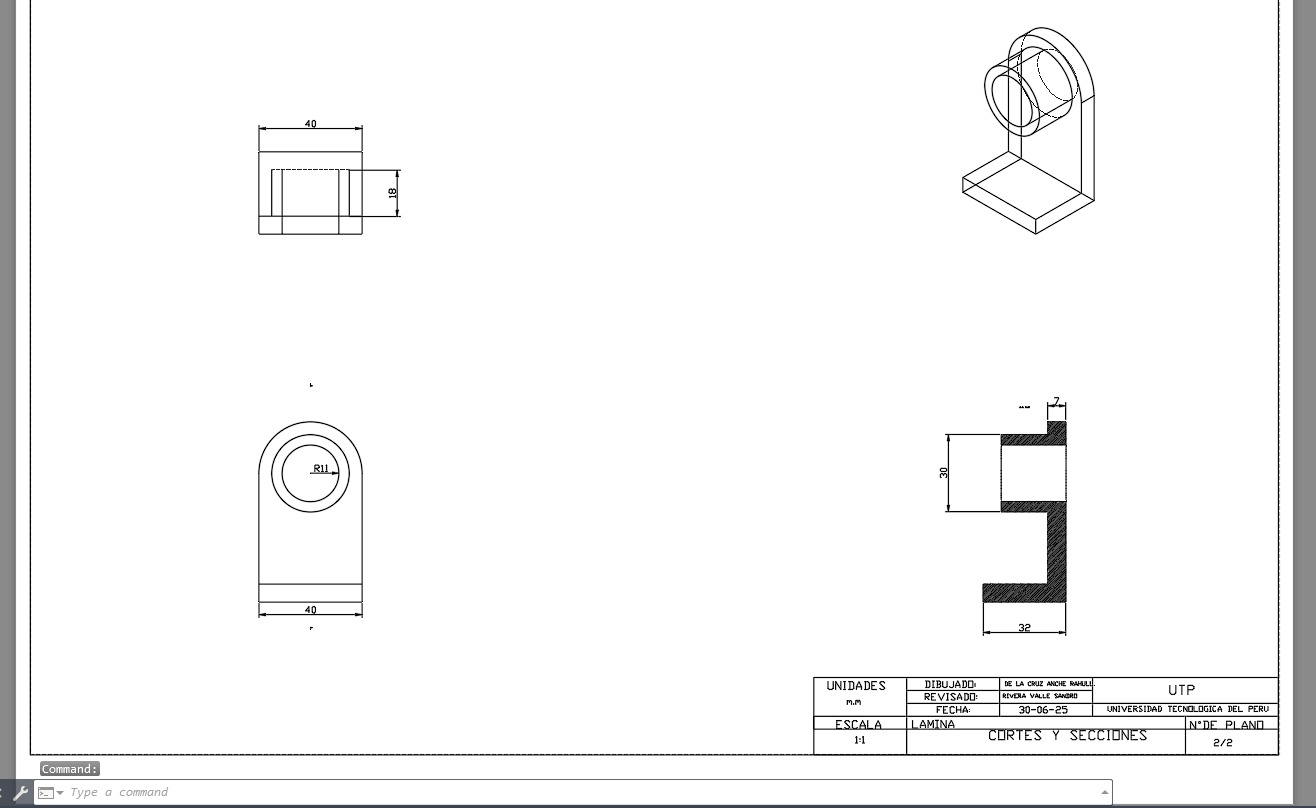 40
18
R11
40
7
30
32
UNIDADES
m.m
DIBUJADO:
DE LA CRUZ ANCHE RAHULL.
REVISADO:
RIVERA VALLE SANDRO
FECHA:
30-06-25
UTP
UNIVERSIDAD TECNOLOGICA DEL PERU
ESCALA
1:1
LAMINA
CORTES Y SECCIONES
N°DE PLANO
2/2
Command:
Type a command